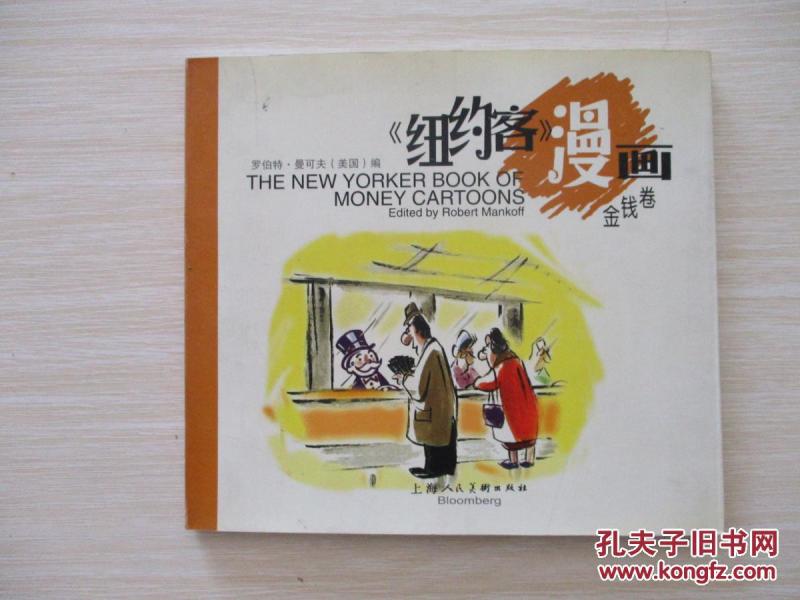 《纽约客》漫画
金钱卷
罗伯特·曼可夫（美国）编
THE NEW YORKER BOOK OF
MONEY CARTOONS
Edited by Robert Mankoff
上海人民美術出版社
Bloomberg
孔夫子旧书网
www.kongfz.com